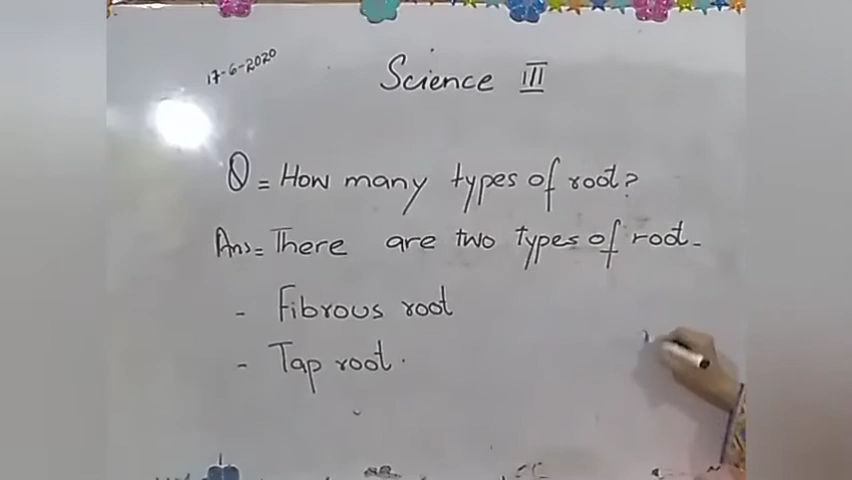 17-6-2020
Science III
Q = How many types of root?
Ans = There are two types of root.
- Fibrous root
- Tap root.